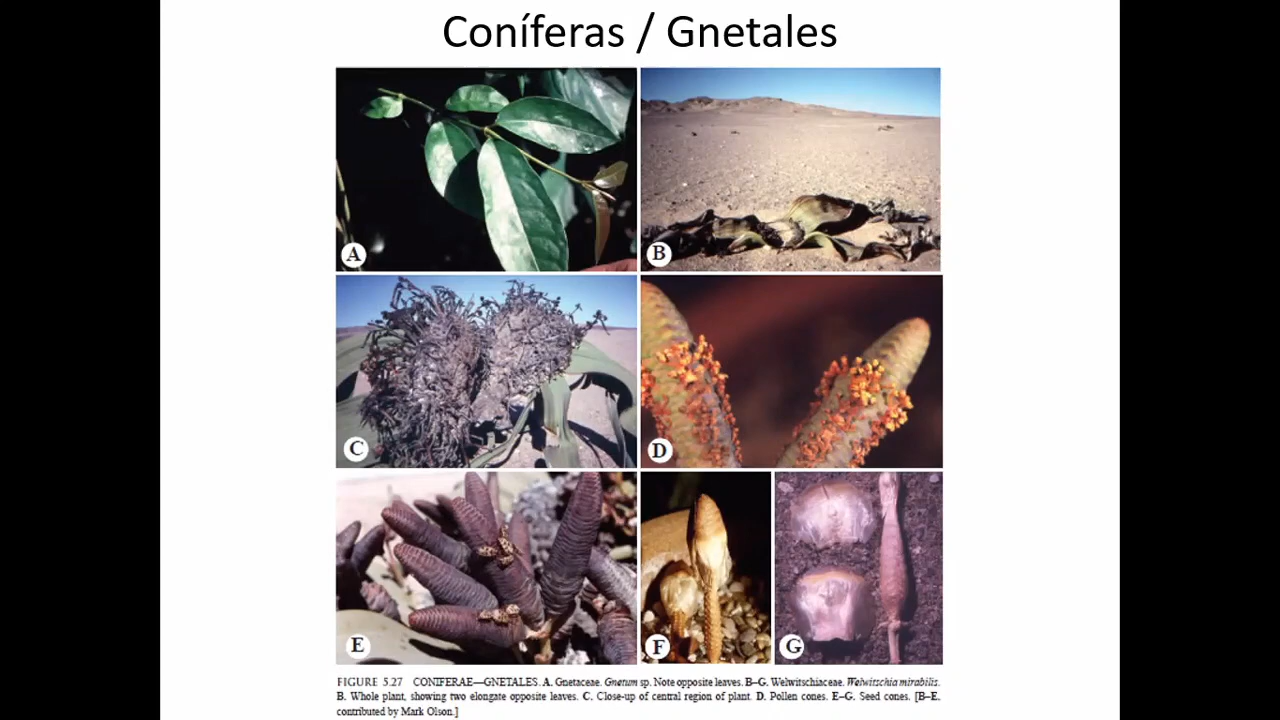 Coníferas / Gnetales
A
B
C
D
E
F
G
FIGURE 5.27 CONIFERAE—GNETALES. A. Gnetaceae. Gnetum sp. Note opposite leaves. B–G. Welwitschiaceae. Welwitschia mirabilis.
B. Whole plant, showing two elongate opposite leaves. C. Close-up of central region of plant. D. Pollen cones. E–G. Seed cones. [B–E,
contributed by Mark Olson.]